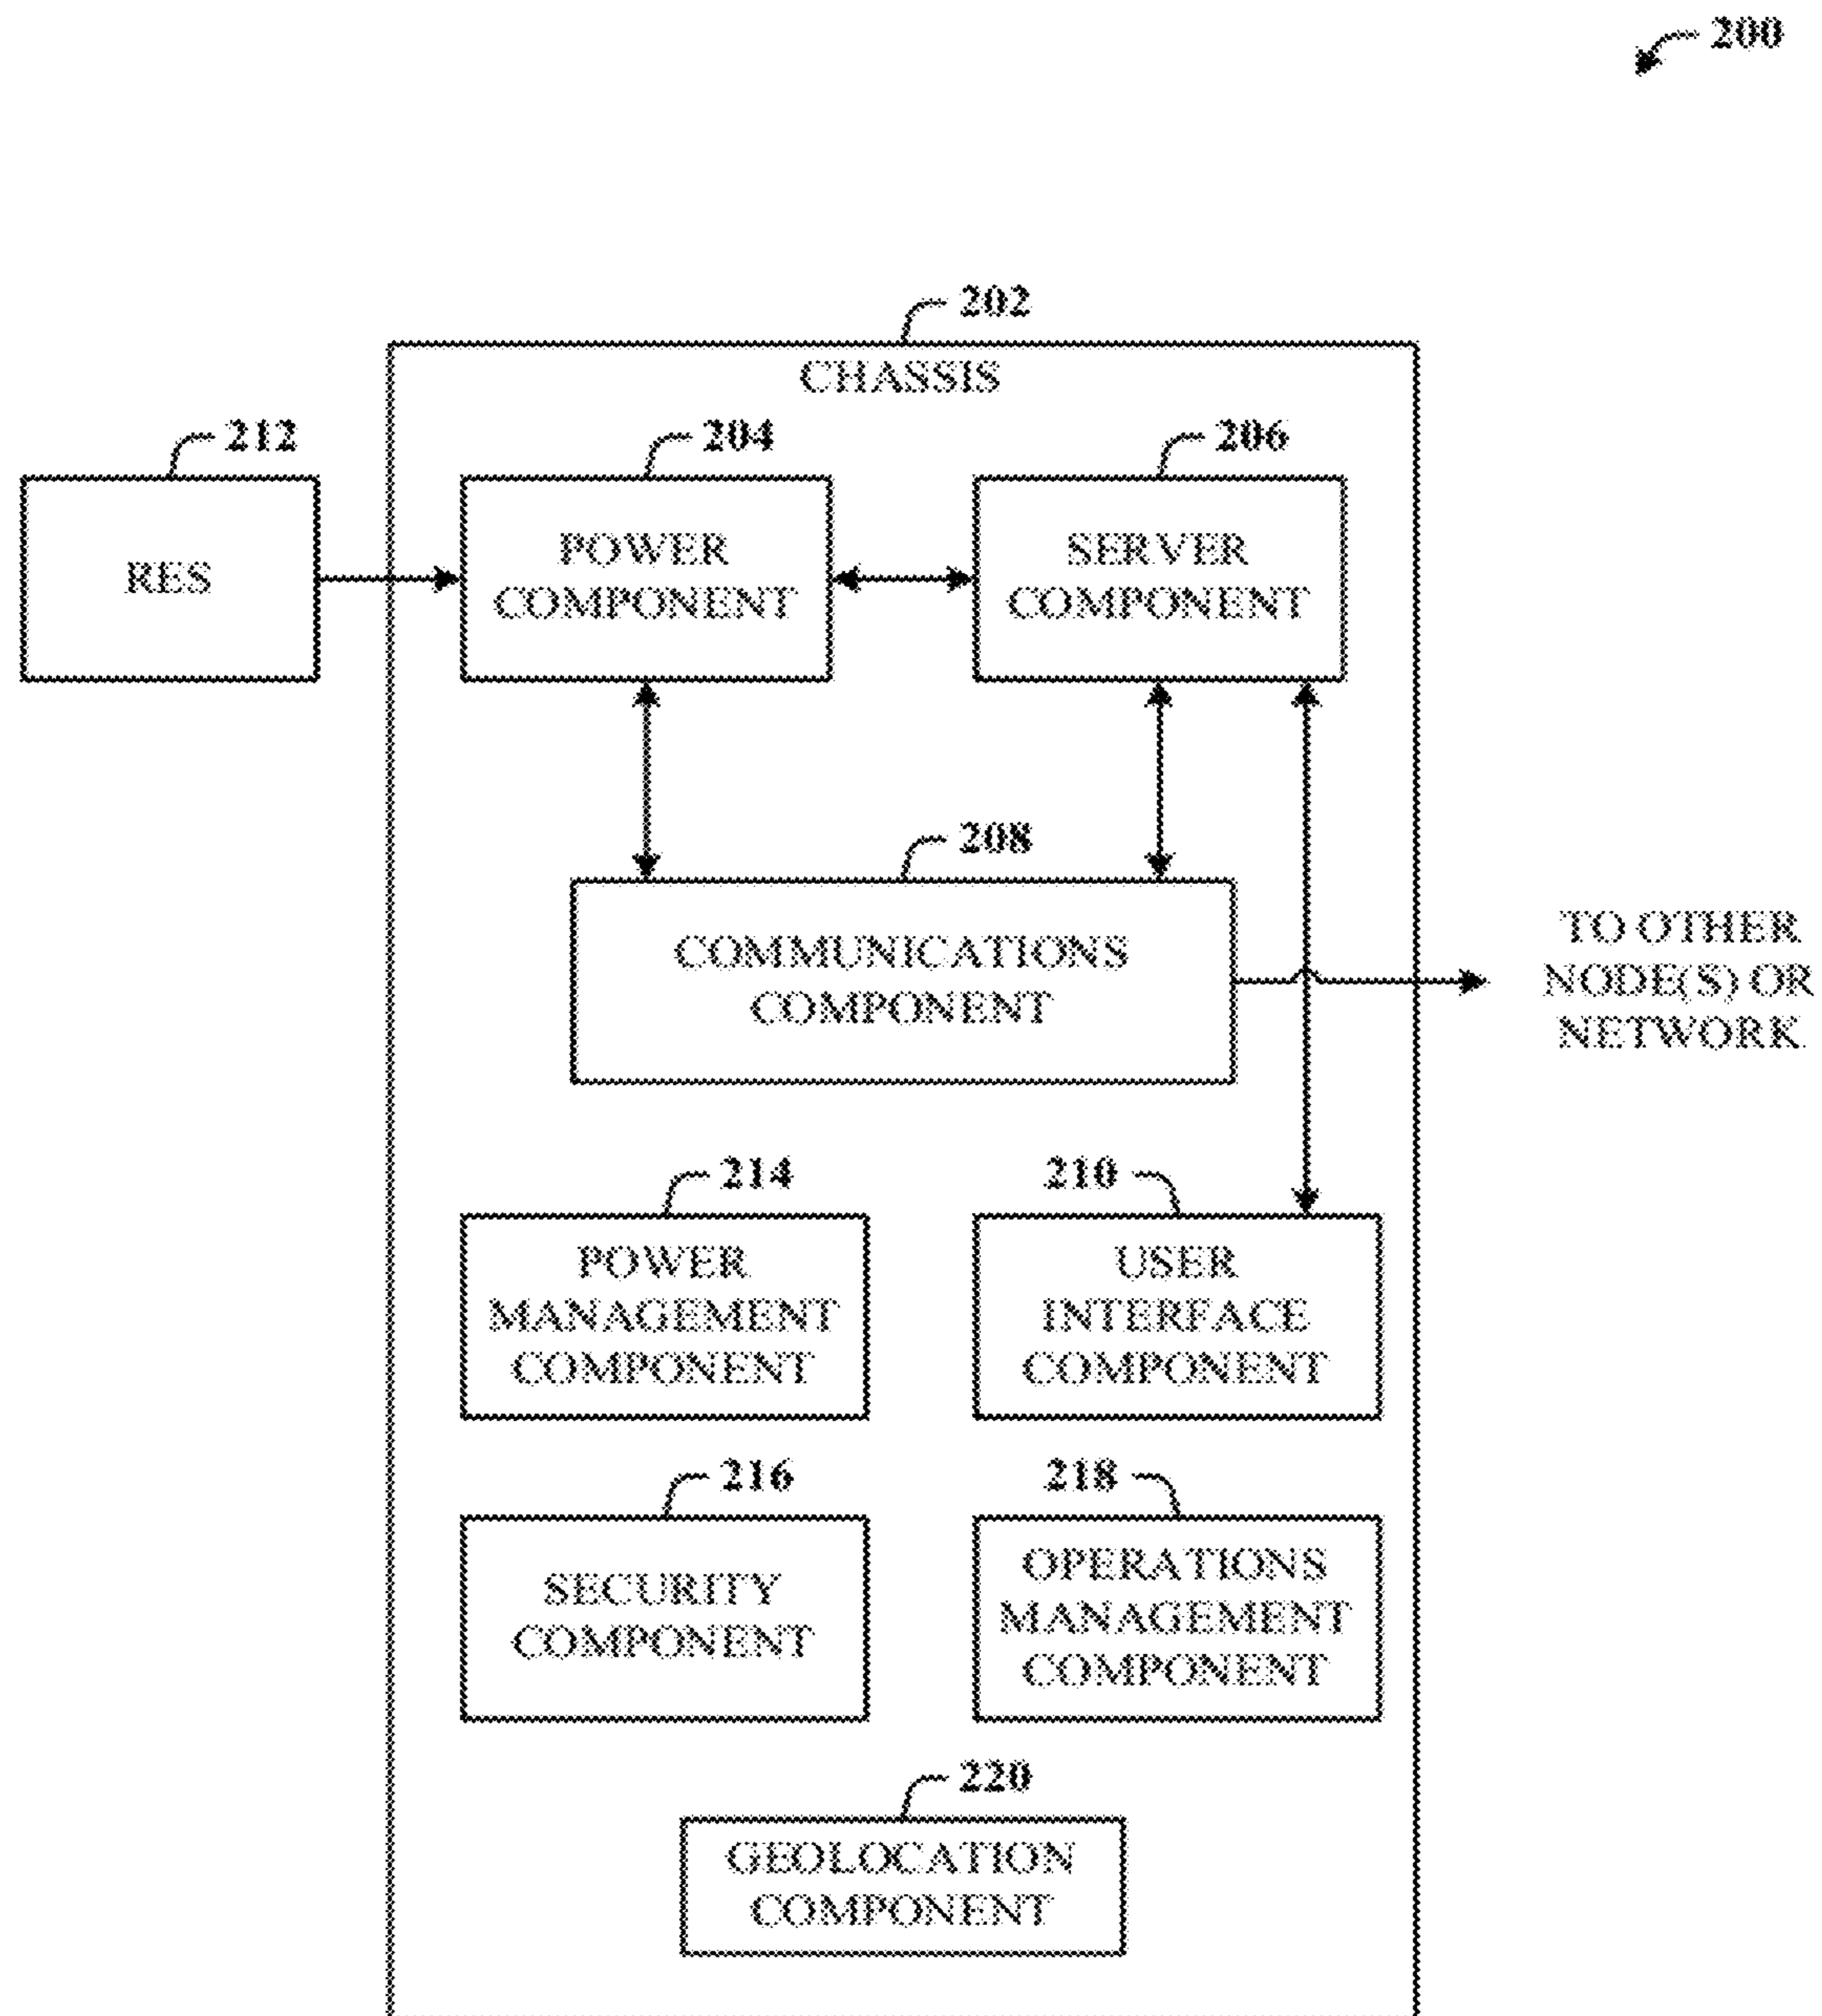 200
202
CHASSIS
212
204
206
RES
POWER
COMPONENT
SERVER
COMPONENT
208
COMMUNICATIONS
COMPONENT
TO OTHER
NODE(S) OR
NETWORK
214
210
POWER
MANAGEMENT
COMPONENT
USER
INTERFACE
COMPONENT
216
218
SECURITY
COMPONENT
OPERATIONS
MANAGEMENT
COMPONENT
220
GEOLOCATION
COMPONENT